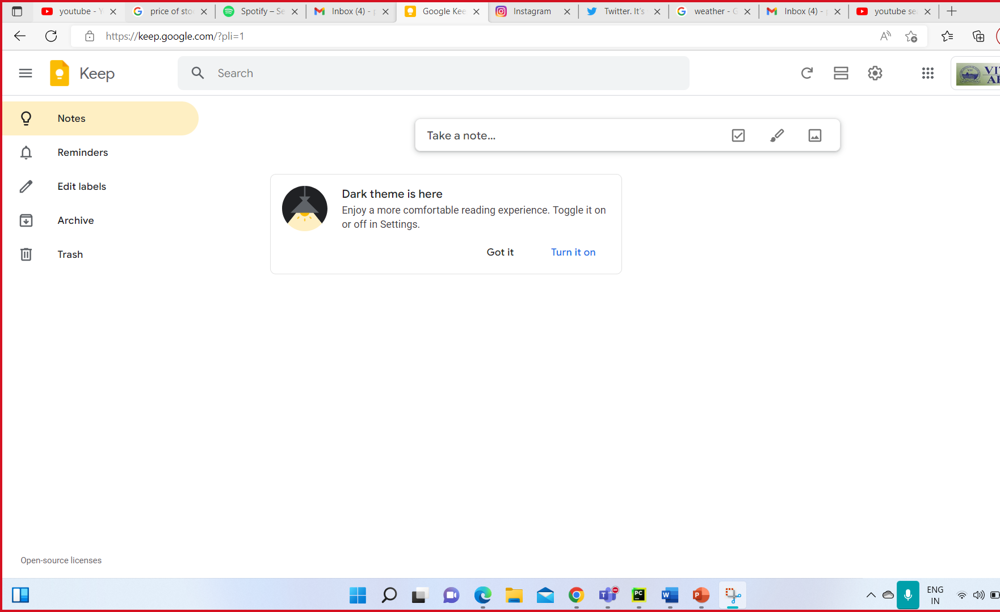 youtube - Y
price of sto
Spotify – Se
Inbox (4) - p
Google Kee
Instagram
Twitter. It's
weather - G
Inbox (4) - p
youtube se
https://keep.google.com/?pli=1
Keep
Search
VIT
AP
Notes
Take a note...
Reminders
Edit labels
Archive
Trash
Dark theme is here
Enjoy a more comfortable reading experience. Toggle it on
or off in Settings.
Got it
Turn it on
Open-source licenses
PC
W
P
T
ENG
IN